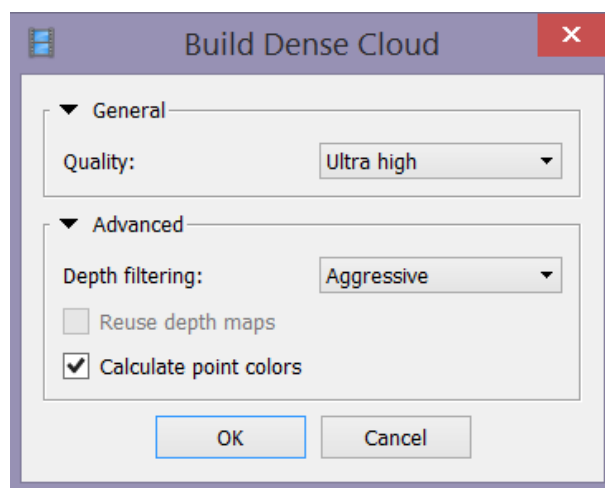 Build Dense Cloud
General
Quality: Ultra high
Advanced
Depth filtering: Aggressive
Reuse depth maps
Calculate point colors
OK Cancel